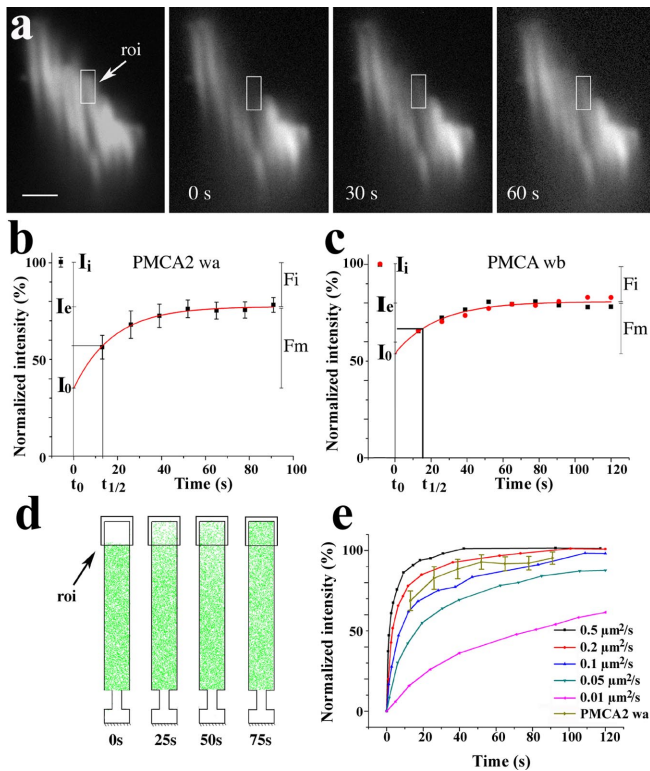 a
roi
0 s
30 s
60 s
b
PMCA2 wa
Ii
Ie
I0
Fi
Fm
Normalized intensity (%)
100
50
0
t0
t1/2
0
20
40
60
80
100
Time (s)
c
PMCA wb
Ii
Ie
I0
Fi
Fm
Normalized intensity (%)
100
50
0
t0
t1/2
0
20
40
60
80
100
120
Time (s)
d
roi
0s
25s
50s
75s
e
Normalized intensity (%)
100
50
0
0.5 µm²/s
0.2 µm²/s
0.1 µm²/s
0.05 µm²/s
0.01 µm²/s
PMCA2 wa
0
20
40
60
80
100
120
Time (s)